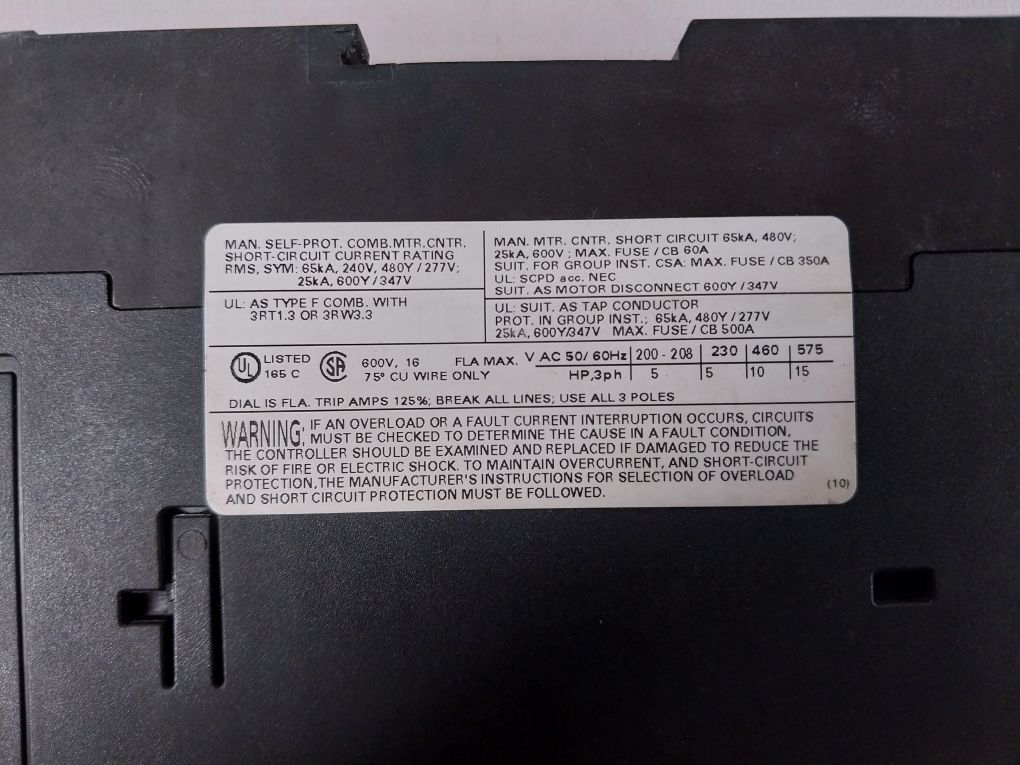 MAN. SELF-PROT. COMB.MTR.CNTR.
SHORT-CIRCUIT CURRENT RATING
RMS, SYM: 65kA, 240V, 480Y / 277V;
25kA, 600Y / 347V
UL: AS TYPE F COMB. WITH
3RT1.3 OR 3RW3.3
MAN. MTR. CNTR. SHORT CIRCUIT 65kA, 480V;
25kA, 600V ; MAX. FUSE / CB 60A
SUIT. FOR GROUP INST. CSA: MAX. FUSE / CB 350A
UL: SCPD acc. NEC
SUIT. AS MOTOR DISCONNECT 600Y / 347V
UL: SUIT. AS TAP CONDUCTOR
PROT. IN GROUP INST.; 65kA, 480Y / 277V
25kA, 600Y/347V MAX. FUSE / CB 500A
UL LISTED 165 C SA 600V, 16 FLA MAX.
75° CU WIRE ONLY
V AC 50/ 60Hz 200 - 208 230 460 575
HP,3ph 5 5 10 15
DIAL IS FLA. TRIP AMPS 125%; BREAK ALL LINES; USE ALL 3 POLES
WARNING: IF AN OVERLOAD OR A FAULT CURRENT INTERRUPTION OCCURS, CIRCUITS
MUST BE CHECKED TO DETERMINE THE CAUSE IN A FAULT CONDITION,
THE CONTROLLER SHOULD BE EXAMINED AND REPLACED IF DAMAGED TO REDUCE THE
RISK OF FIRE OR ELECTRIC SHOCK. TO MAINTAIN OVERCURRENT, AND SHORT-CIRCUIT
PROTECTION,THE MANUFACTURER'S INSTRUCTIONS FOR SELECTION OF OVERLOAD
AND SHORT CIRCUIT PROTECTION MUST BE FOLLOWED.
(10)